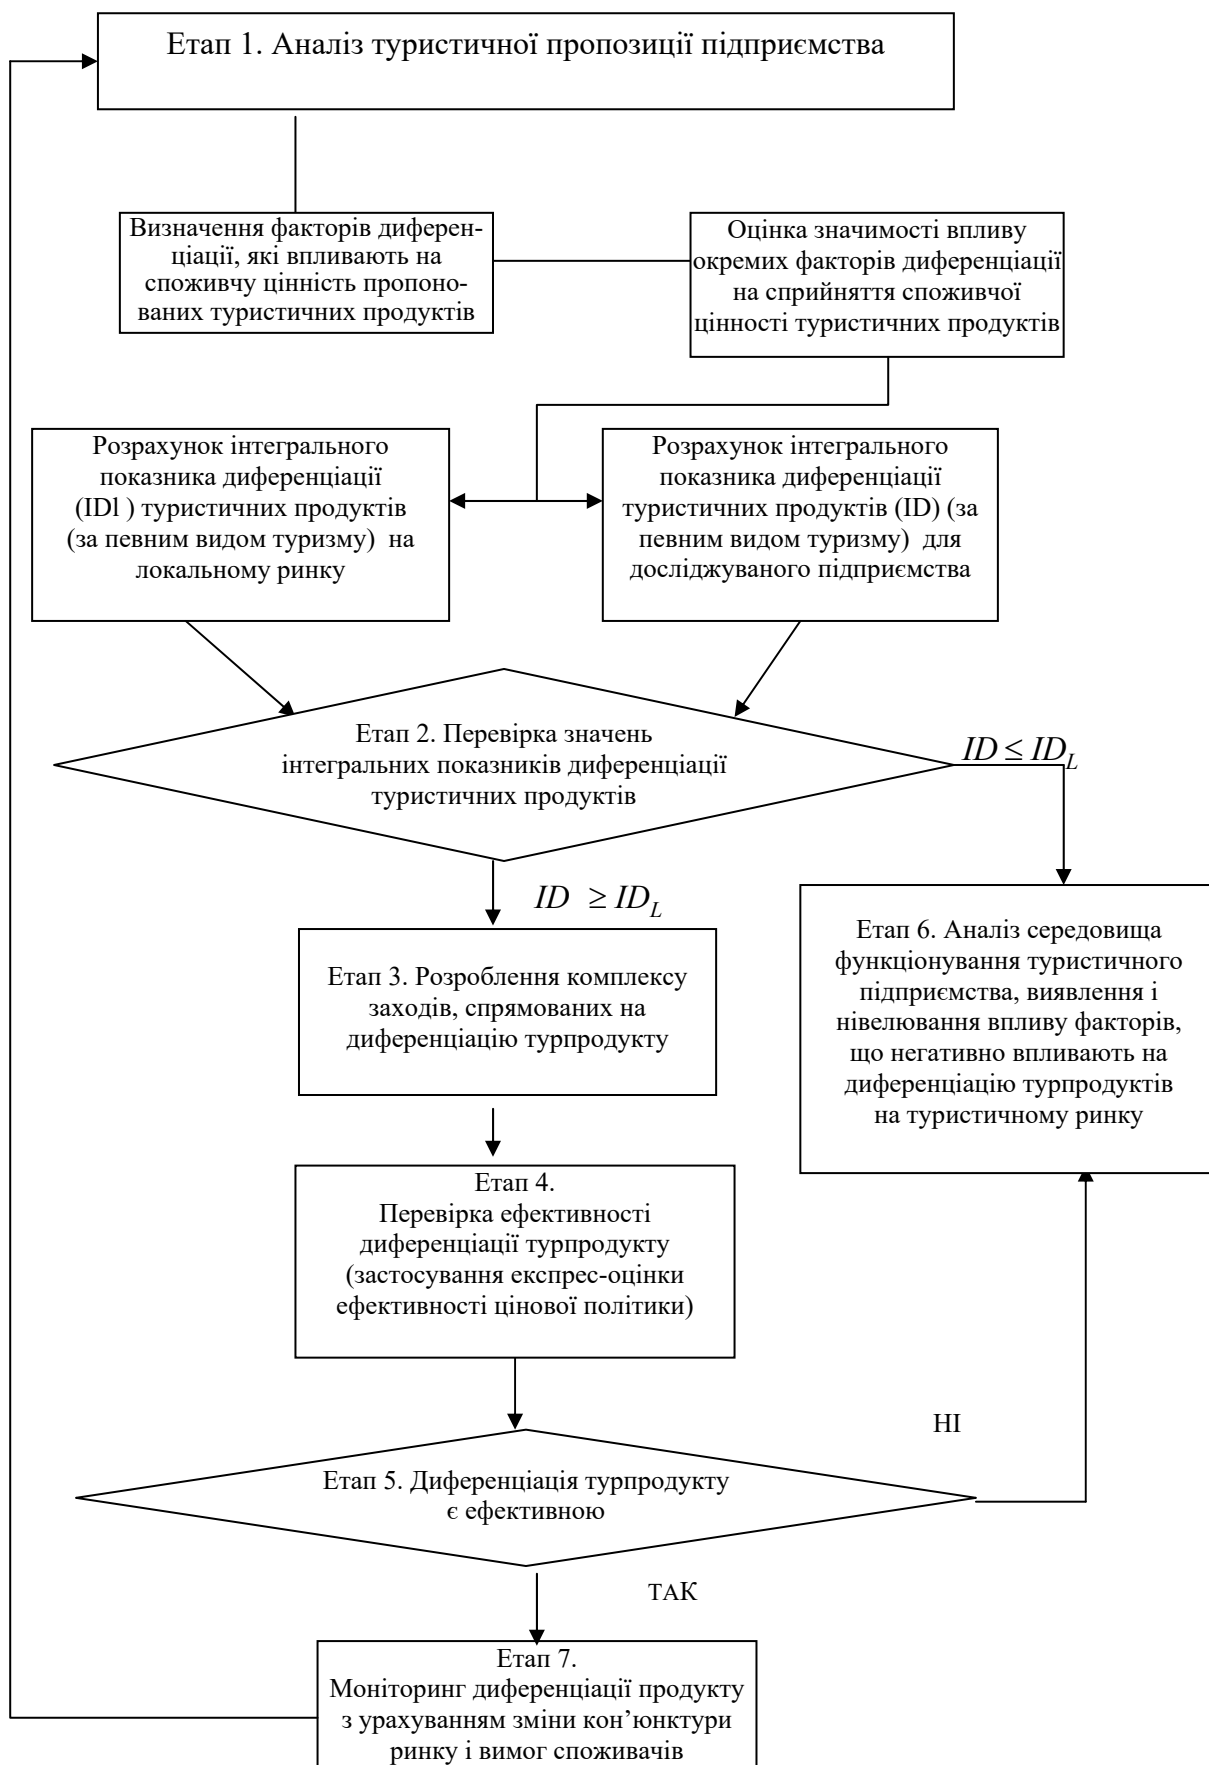 Етап 1. Аналіз туристичної пропозиції підприємства
Визначення факторів диферен-
ціації, які впливають на
споживчу цінність пропоно-
ваних туристичних продуктів
Оцінка значимості впливу
окремих факторів диференціації
на сприйняття споживчої
цінності туристичних продуктів
Розрахунок інтегрального
показника диференціації
(IDl ) туристичних продуктів
(за певним видом туризму) на
локальному ринку
Розрахунок інтегрального
показника диференціації
туристичних продуктів (ID) (за
певним видом туризму) для
досліджуваного підприємства
Етап 2. Перевірка значень
інтегральних показників диференціації
туристичних продуктів
ID ≤ ID_L
ID ≥ ID_L
Етап 3. Розроблення комплексу
заходів, спрямованих на
диференціацію турпродукту
Етап 6. Аналіз середовища
функціонування туристичного
підприємства, виявлення і
нівелювання впливу факторів,
що негативно впливають на
диференціацію турпродуктів
на туристичному ринку
Етап 4.
Перевірка ефективності
диференціації турпродукту
(застосування експрес-оцінки
ефективності цінової політики)
НІ
Етап 5. Диференціація турпродукту
є ефективною
ТАК
Етап 7.
Моніторинг диференціації продукту
з урахуванням зміни кон’юнктури
ринку і вимог споживачів